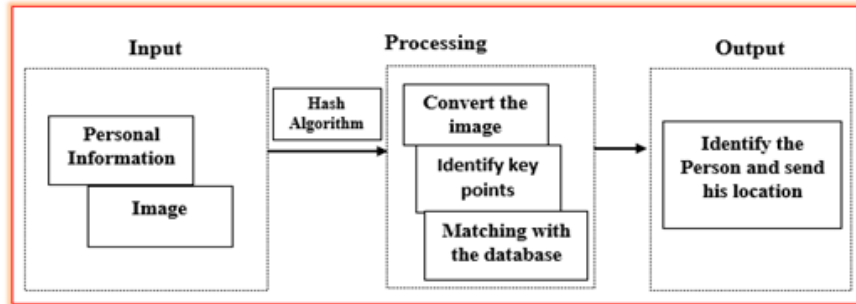 Input
Processing
Output
Personal
Information
Image
Hash
Algorithm
Convert the
image
Identify key
points
Matching with
the database
Identify the
Person and send
his location